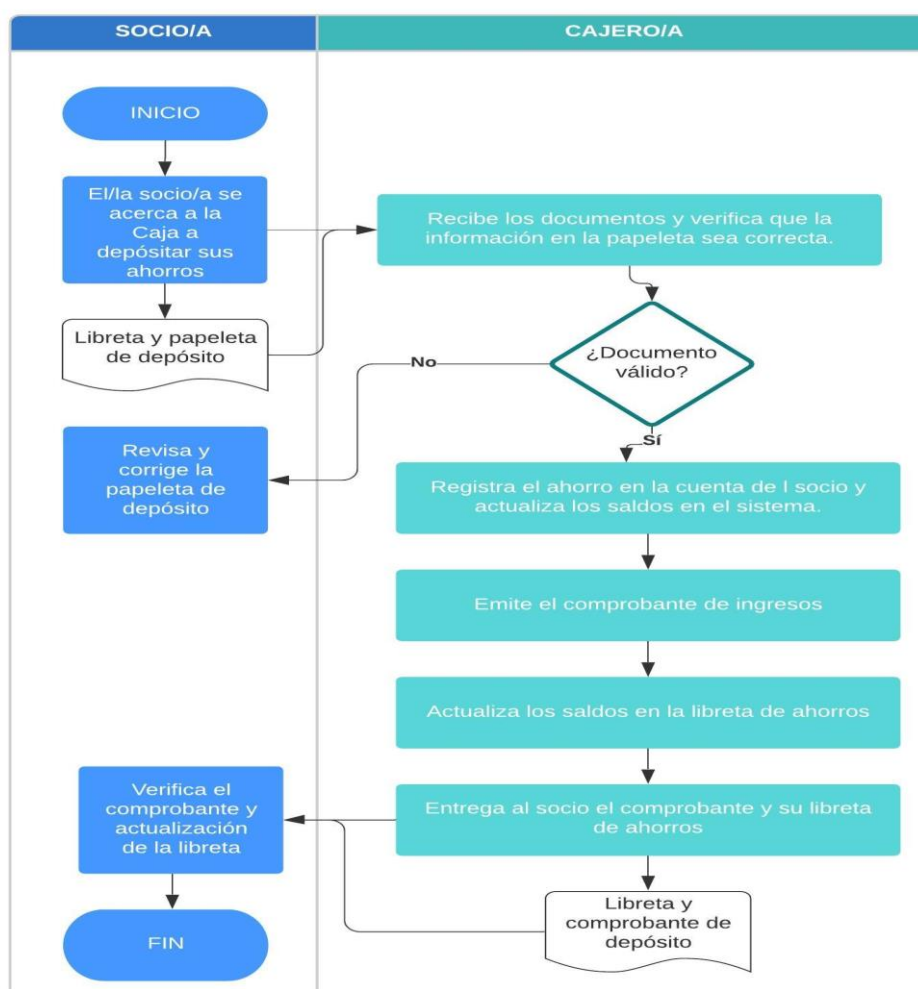 SOCIO/A
CAJERO/A
INICIO
El/la socio/a se
acerca a la
Caja a
depósitar sus
ahorros
Recibe los documentos y verifica que la
información en la papeleta sea correcta.
Libreta y papeleta
de depósito
¿Documento
válido?
No
Sí
Revisa y
corrige la
papeleta de
depósito
Registra el ahorro en la cuenta de l socio y
actualiza los saldos en el sistema.
Emite el comprobante de ingresos
Actualiza los saldos en la libreta de ahorros
Entrega al socio el comprobante y su libreta
de ahorros
Verifica el
comprobante y
actualización
de la libreta
Libreta y
comprobante de
depósito
FIN